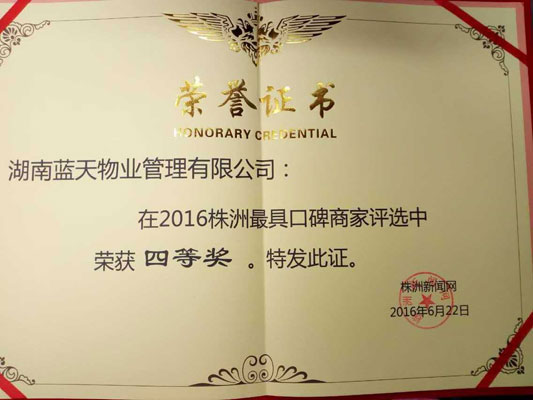 荣誉证书
HONORARY CREDENTIAL
湖南蓝天物业管理有限公司：
在2016株洲最具口碑商家评选中
荣获 四等奖 。特发此证。
株洲新闻网
2016年6月22日